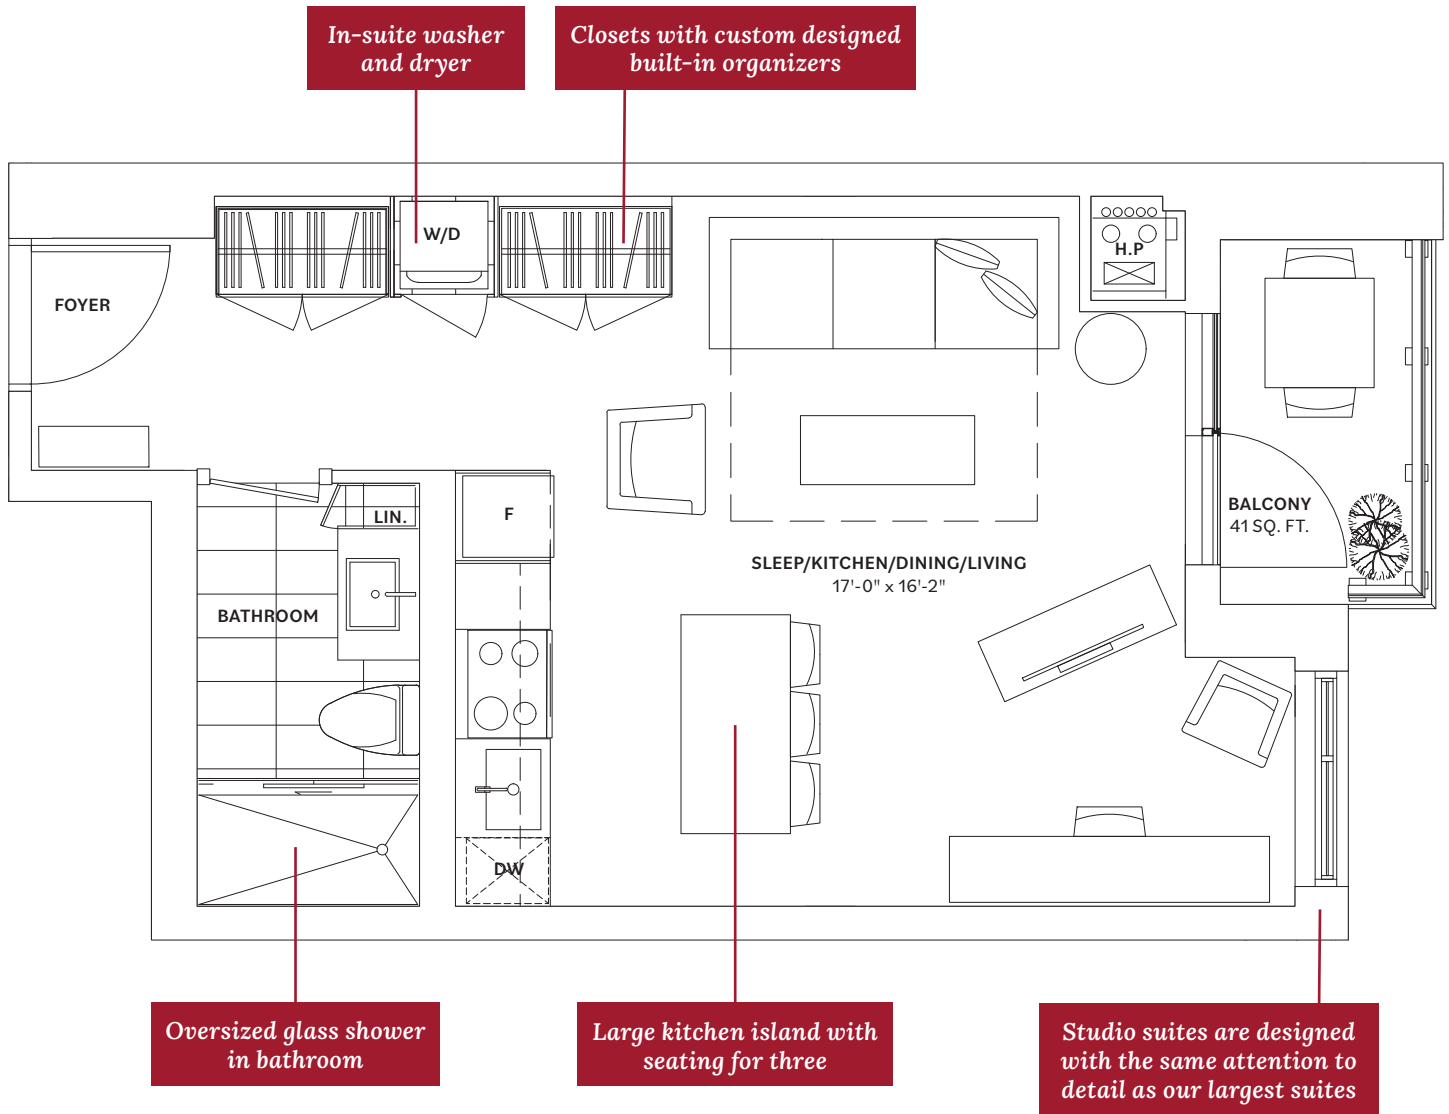 In-suite washer
and dryer
Closets with custom designed
built-in organizers
W/D
H.P
FOYER
F
LIN.
BALCONY
41 SQ. FT.
SLEEP/KITCHEN/DINING/LIVING
17'-0" x 16'-2"
BATHROOM
DW
Oversized glass shower
in bathroom
Large kitchen island with
seating for three
Studio suites are designed
with the same attention to
detail as our largest suites